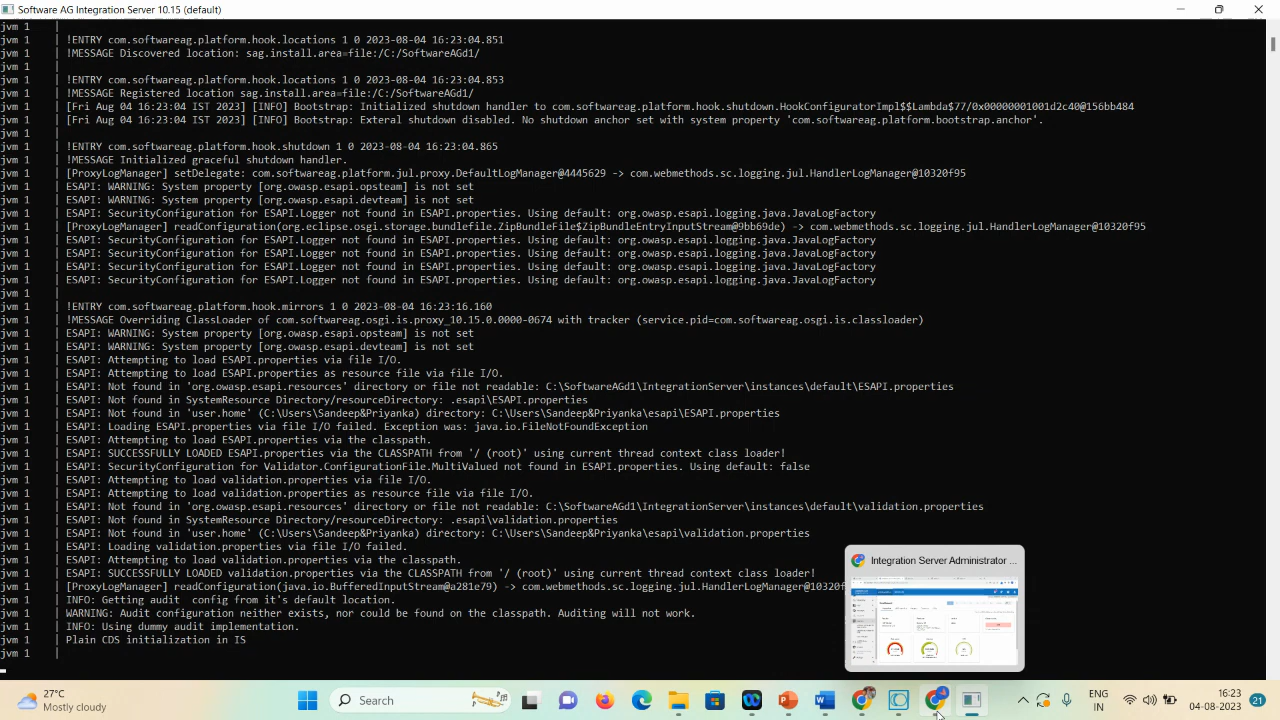 Software AG Integration Server 10.15 (default)
jvm 1 |
jvm 1 | !ENTRY com.softwareag.platform.hook.locations 1 0 2023-08-04 16:23:04.851
jvm 1 | !MESSAGE Discovered location: sag.install.area=file:/C:/SoftwareAGd1/
jvm 1 |
jvm 1 | !ENTRY com.softwareag.platform.hook.locations 1 0 2023-08-04 16:23:04.853
jvm 1 | !MESSAGE Registered location sag.install.area=file:/C:/SoftwareAGd1/
jvm 1 | [Fri Aug 04 16:23:04 IST 2023] [INFO] Bootstrap: Initialized shutdown handler to com.softwareag.platform.hook.shutdown.HookConfiguratorImpl$$Lambda$77/0x00000001001d2c40@156bb484
jvm 1 | [Fri Aug 04 16:23:04 IST 2023] [INFO] Bootstrap: Exteral shutdown disabled. No shutdown anchor set with system property 'com.softwareag.platform.bootstrap.anchor'.
jvm 1 |
jvm 1 | !ENTRY com.softwareag.platform.hook.shutdown 1 0 2023-08-04 16:23:04.865
jvm 1 | !MESSAGE Initialized graceful shutdown handler.
jvm 1 | [ProxyLogManager] setDelegate: com.softwareag.platform.jul.proxy.DefaultLogManager@4445629 -> com.webmethods.sc.logging.jul.HandlerLogManager@10320f95
jvm 1 | ESAPI: WARNING: System property [org.owasp.esapi.opsteam] is not set
jvm 1 | ESAPI: WARNING: System property [org.owasp.esapi.devteam] is not set
jvm 1 | ESAPI: SecurityConfiguration for ESAPI.Logger not found in ESAPI.properties. Using default: org.owasp.esapi.logging.java.JavaLogFactory
jvm 1 | [ProxyLogManager] readConfiguration(org.eclipse.osgi.storage.bundlefile.ZipBundleFile$ZipBundleEntryInputStream@9bb69de) -> com.webmethods.sc.logging.jul.HandlerLogManager@10320f95
jvm 1 | ESAPI: SecurityConfiguration for ESAPI.Logger not found in ESAPI.properties. Using default: org.owasp.esapi.logging.java.JavaLogFactory
jvm 1 | ESAPI: SecurityConfiguration for ESAPI.Logger not found in ESAPI.properties. Using default: org.owasp.esapi.logging.java.JavaLogFactory
jvm 1 | ESAPI: SecurityConfiguration for ESAPI.Logger not found in ESAPI.properties. Using default: org.owasp.esapi.logging.java.JavaLogFactory
jvm 1 | ESAPI: SecurityConfiguration for ESAPI.Logger not found in ESAPI.properties. Using default: org.owasp.esapi.logging.java.JavaLogFactory
jvm 1 |
jvm 1 | !ENTRY com.softwareag.platform.hook.mirrors 1 0 2023-08-04 16:23:16.160
jvm 1 | !MESSAGE Overriding ClassLoader of com.softwareag.osgi.is.proxy_10.15.0.0000-0674 with tracker (service.pid=com.softwareag.osgi.is.classloader)
jvm 1 | ESAPI: WARNING: System property [org.owasp.esapi.opsteam] is not set
jvm 1 | ESAPI: WARNING: System property [org.owasp.esapi.devteam] is not set
jvm 1 | ESAPI: Attempting to load ESAPI.properties via file I/O.
jvm 1 | ESAPI: Attempting to load ESAPI.properties as resource file via file I/O.
jvm 1 | ESAPI: Not found in 'org.owasp.esapi.resources' directory or file not readable: C:\SoftwareAGd1\IntegrationServer\instances\default\ESAPI.properties
jvm 1 | ESAPI: Not found in SystemResource Directory/resourceDirectory: .esapi\ESAPI.properties
jvm 1 | ESAPI: Not found in 'user.home' (C:\Users\Sandeep&Priyanka) directory: C:\Users\Sandeep&Priyanka\esapi\ESAPI.properties
jvm 1 | ESAPI: Loading ESAPI.properties via file I/O failed. Exception was: java.io.FileNotFoundException
jvm 1 | ESAPI: Attempting to load ESAPI.properties via the classpath.
jvm 1 | ESAPI: SUCCESSFULLY LOADED ESAPI.properties via the CLASSPATH from '/ (root)' using current thread context class loader!
jvm 1 | ESAPI: SecurityConfiguration for Validator.ConfigurationFile.MultiValued not found in ESAPI.properties. Using default: false
jvm 1 | ESAPI: Attempting to load validation.properties via file I/O.
jvm 1 | ESAPI: Attempting to load validation.properties as resource file via file I/O.
jvm 1 | ESAPI: Not found in 'org.owasp.esapi.resources' directory or file not readable: C:\SoftwareAGd1\IntegrationServer\instances\default\validation.properties
jvm 1 | ESAPI: Not found in SystemResource Directory/resourceDirectory: .esapi\validation.properties
jvm 1 | ESAPI: Not found in 'user.home' (C:\Users\Sandeep&Priyanka) directory: C:\Users\Sandeep&Priyanka\esapi\validation.properties
jvm 1 | ESAPI: Loading validation.properties via file I/O failed.
jvm 1 | ESAPI: Attempting to load validation.properties via the classpath.
jvm 1 | ESAPI: SUCCESSFULLY LOADED validation.properties via the CLASSPATH from '/ (root)' using current thread context class loader!
jvm 1 | [ProxyLogManager] readConfiguration(java.io.BufferedInputStream@a281e79) -> com.webmethods.sc.logging.jul.HandlerLogManager@10320f
jvm 1 | INFO: Getting audit config from it's default location.
jvm 1 | WARNING: Audit configuration neither set, nor could be found on the classpath. Auditing will not work.
jvm 1 | INFO: Using dummy audit implementation
jvm 1 | Plain CDS initialization in IS
jvm 1 |
Integration Server Administrator ...
27°C
Mostly cloudy
Search
ENG
IN
16:23
04-08-2023
21